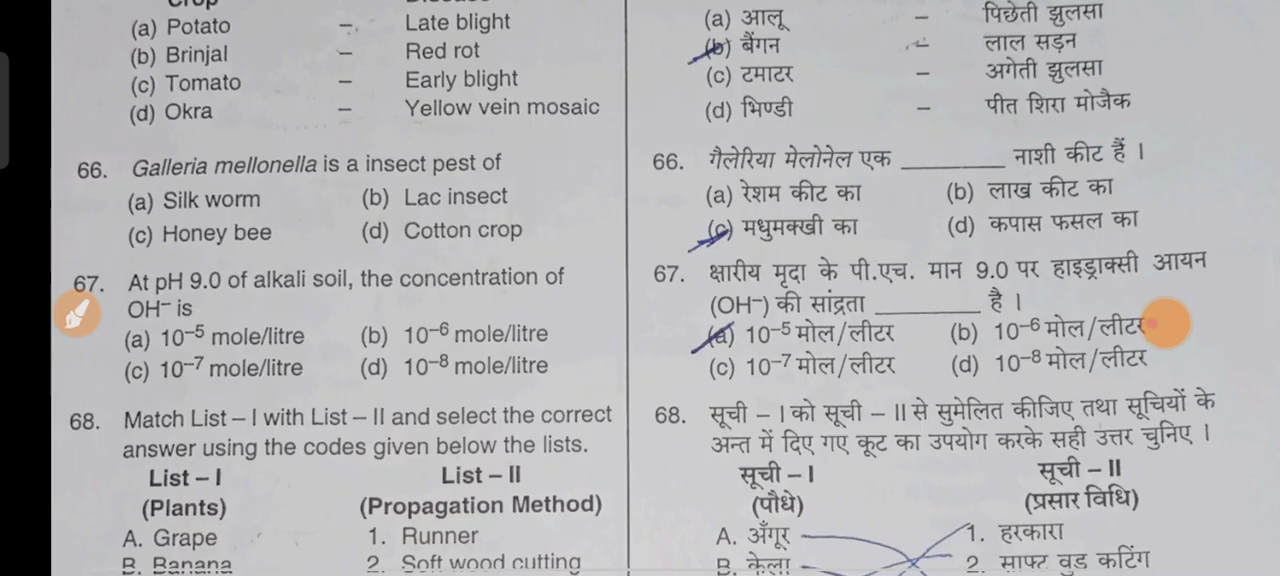 (a) Potato – Late blight
(b) Brinjal – Red rot
(c) Tomato – Early blight
(d) Okra – Yellow vein mosaic
66. Galleria mellonella is a insect pest of
(a) Silk worm (b) Lac insect
(c) Honey bee (d) Cotton crop
67. At pH 9.0 of alkali soil, the concentration of
OH⁻ is
(a) 10⁻⁵ mole/litre (b) 10⁻⁶ mole/litre
(c) 10⁻⁷ mole/litre (d) 10⁻⁸ mole/litre
68. Match List – I with List – II and select the correct
answer using the codes given below the lists.
List – I List – II
(Plants) (Propagation Method)
A. Grape 1. Runner
B. Banana 2. Soft wood cutting
(a) आलू – पिछेती झुलसा
(b) बैंगन – लाल सड़न
(c) टमाटर – अगेती झुलसा
(d) भिण्डी – पीत शिरा मोजैक
66. गैलेरिया मेलोनेल एक ________ नाशी कीट हैं ।
(a) रेशम कीट का (b) लाख कीट का
(c) मधुमक्खी का (d) कपास फसल का
67. क्षारीय मृदा के पी.एच. मान 9.0 पर हाइड्राक्सी आयन
(OH⁻) की सांद्रता ________ है ।
(a) 10⁻⁵ मोल/लीटर (b) 10⁻⁶ मोल/लीटर
(c) 10⁻⁷ मोल/लीटर (d) 10⁻⁸ मोल/लीटर
68. सूची – I को सूची – II से सुमेलित कीजिए तथा सूचियों के
अन्त में दिए गए कूट का उपयोग करके सही उत्तर चुनिए ।
सूची – I सूची – II
(पौधे) (प्रसार विधि)
A. अँगूर 1. हरकारा
B. केला 2. साफ्ट वुड कटिंग